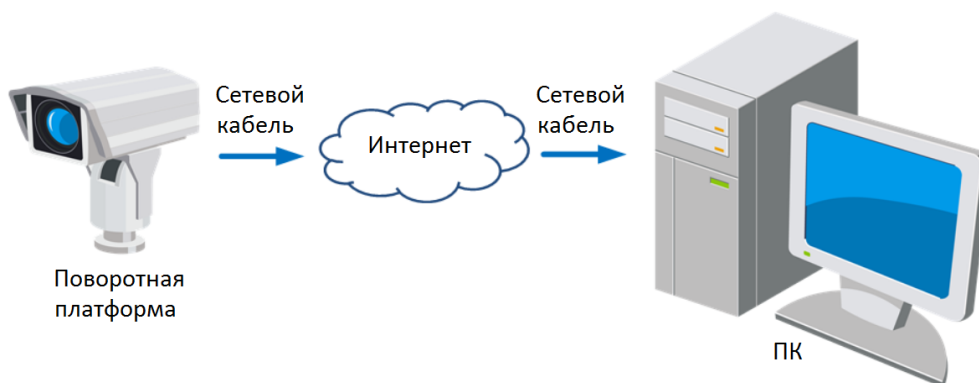 Сетевой
кабель
Интернет
Сетевой
кабель
Поворотная
платформа
ПК